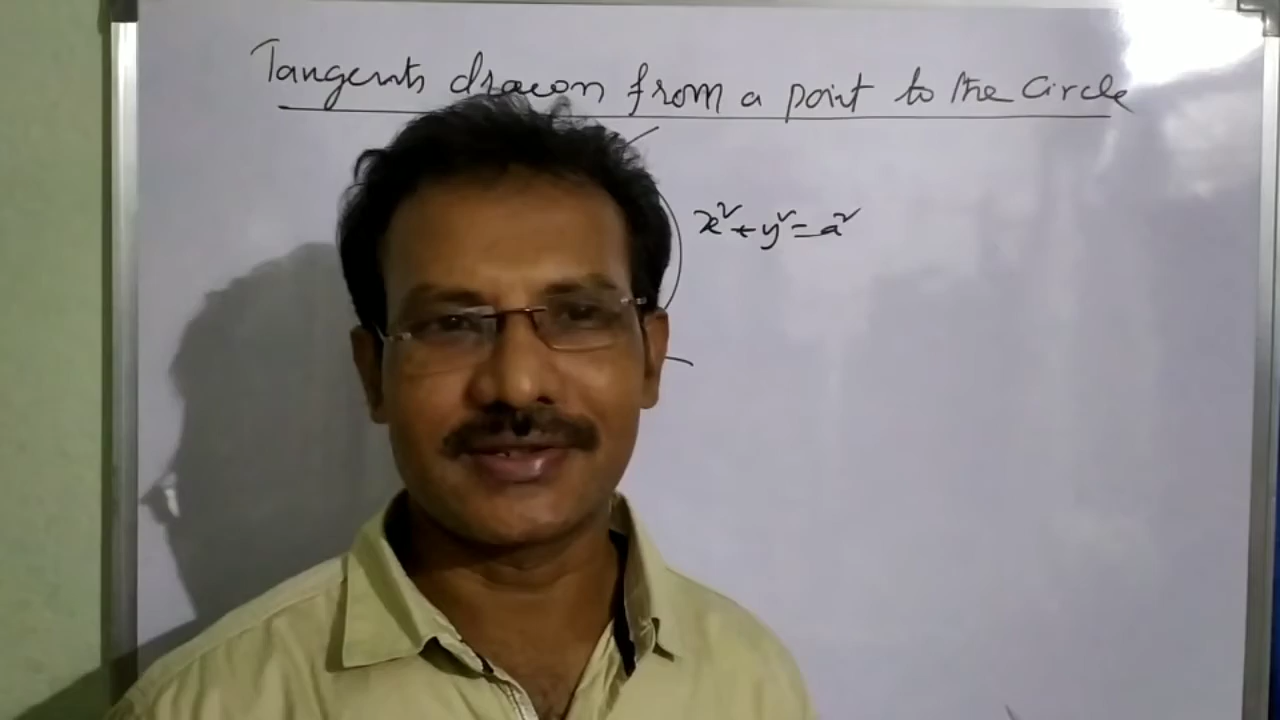 Tangents drawn from a point to the Circle
x²+y²=a²